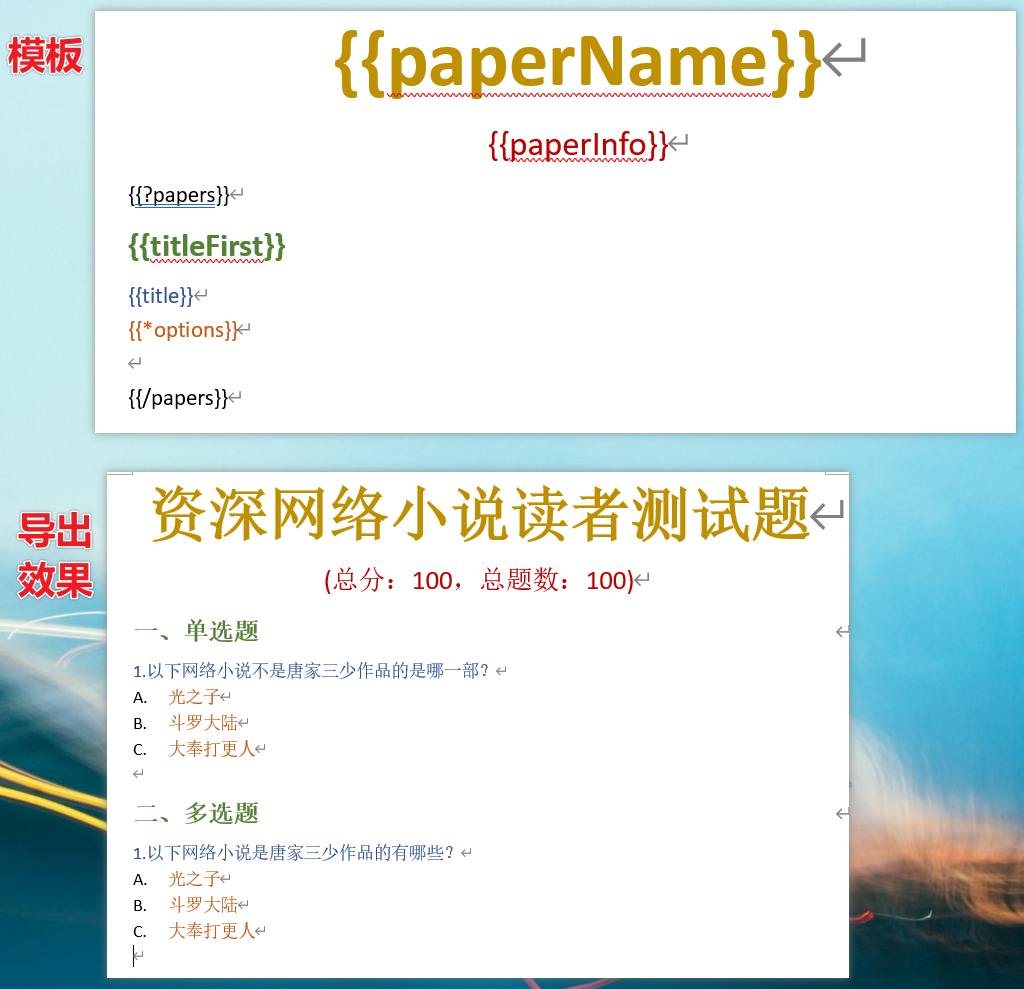 模板
{{paperName}}↵
{{paperInfo}}↵
{{?papers}}↵
{{titleFirst}}
{{title}}↵
{{*options}}↵
↵
{{/papers}}↵
导出
效果
资深网络小说读者测试题↵
(总分：100，总题数：100)↵
一、单选题 ↵
1.以下网络小说不是唐家三少作品的是哪一部？↵
A. 光之子↵
B. 斗罗大陆↵
C. 大奉打更人↵
↵
二、多选题 ↵
1.以下网络小说是唐家三少作品的有哪些？↵
A. 光之子↵
B. 斗罗大陆↵
C. 大奉打更人↵
↵